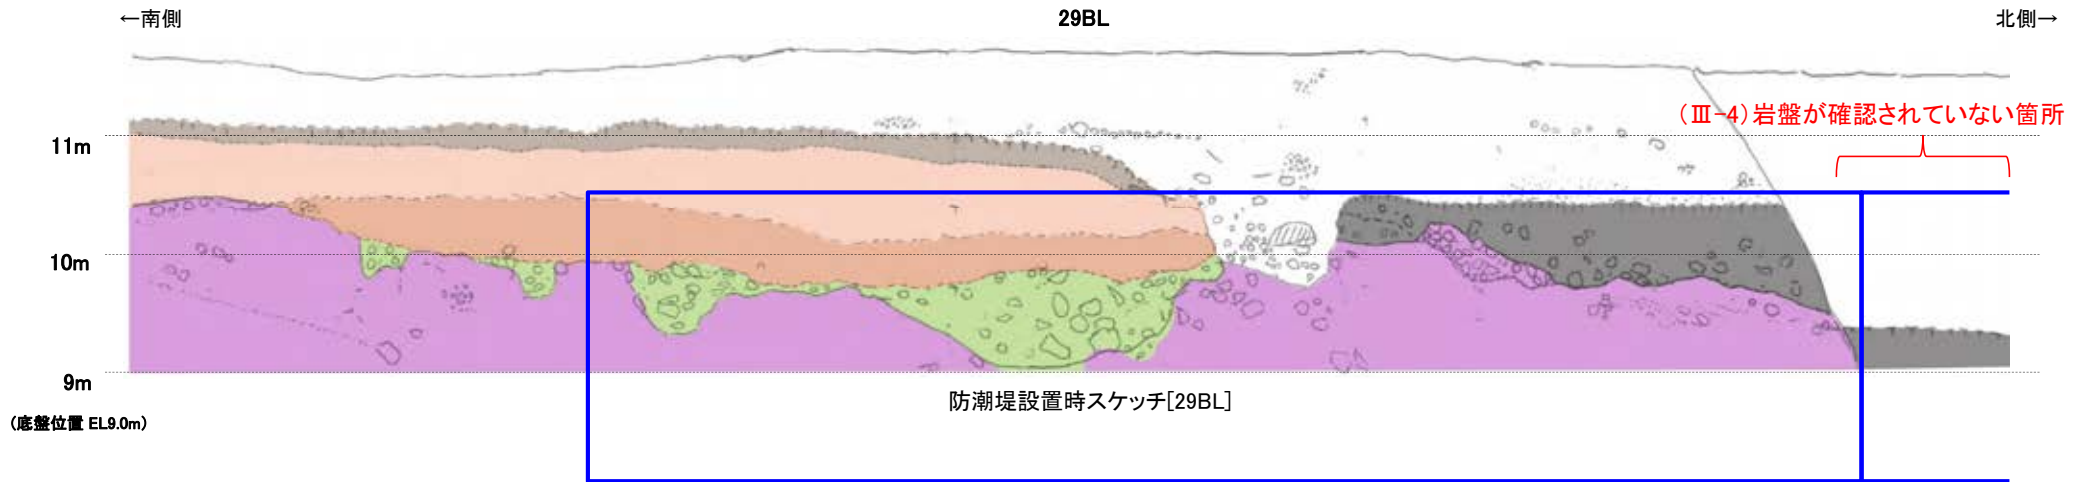 ←南側
29BL
北側→
(Ⅲ-4)岩盤が確認されていない箇所
11m
10m
9m
防潮堤設置時スケッチ[29BL]
(底盤位置 EL9.0m)